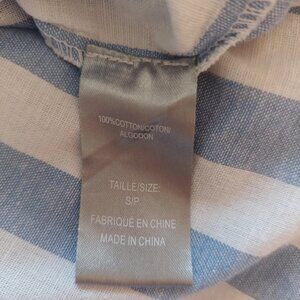 100%COTTON/COTON/
ALGODON
TAILLE/SIZE:
S/P
FABRIQUE EN CHINE
MADE IN CHINA